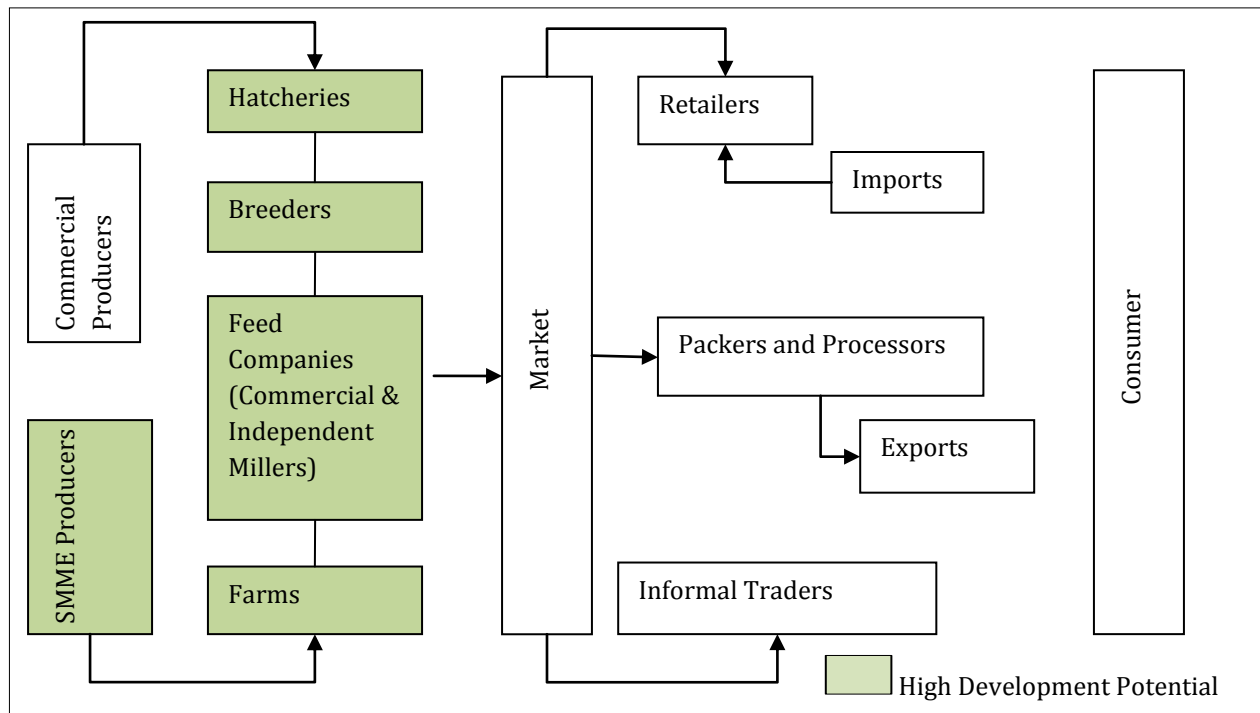 Commercial
Producers
SMME Producers
Hatcheries
Breeders
Feed
Companies
(Commercial &
Independent
Millers)
Farms
Market
Retailers
Imports
Packers and Processors
Exports
Informal Traders
Consumer
High Development Potential